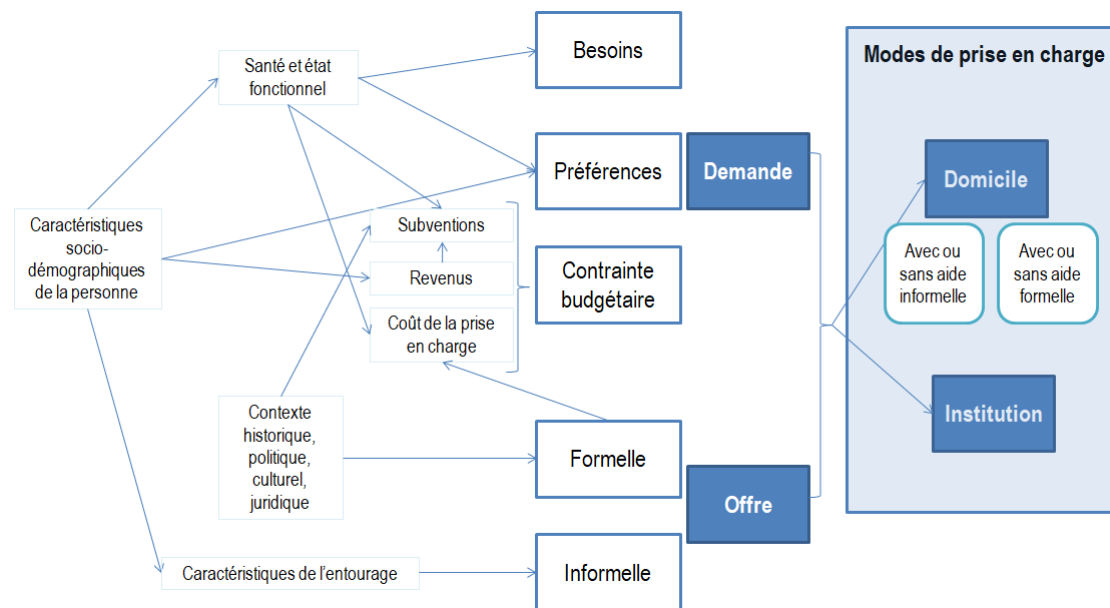 Santé et état
fonctionnel
Besoins
Modes de prise en charge
Préférences
Demande
Domicile
Caractéristiques
socio-
démographiques
de la personne
Subventions
Revenus
Coût de la prise
en charge
Contrainte
budgétaire
Avec ou
sans aide
informelle
Avec ou
sans aide
formelle
Institution
Contexte
historique,
politique,
culturel,
juridique
Formelle
Offre
Caractéristiques de l’entourage
Informelle